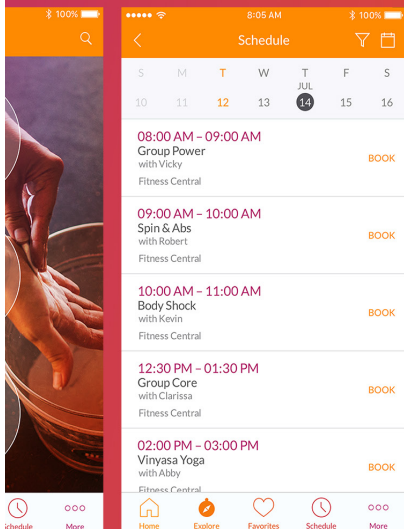 100%
Schedule
More
8:05 AM
100%
Schedule
S M T W T F S
JUL
10 11 12 13 14 15 16
08:00 AM – 09:00 AM
Group Power
with Vicky
BOOK
Fitness Central
09:00 AM – 10:00 AM
Spin & Abs
with Robert
BOOK
Fitness Central
10:00 AM – 11:00 AM
Body Shock
with Kevin
BOOK
Fitness Central
12:30 PM – 01:30 PM
Group Core
with Clarissa
BOOK
Fitness Central
02:00 PM – 03:00 PM
Vinyasa Yoga
with Abby
BOOK
Fitness Central
Home Explore Favorites Schedule More